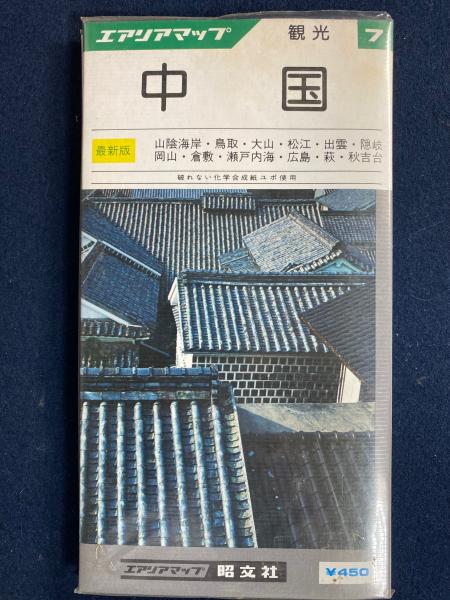 エアリアマップ 観光 7
中国
最新版
山陰海岸・鳥取・大山・松江・出雲・隠岐
岡山・倉敷・瀬戸内海・広島・萩・秋吉台
破れない化学合成紙ユポ使用
エアリアマップ 昭文社
¥450